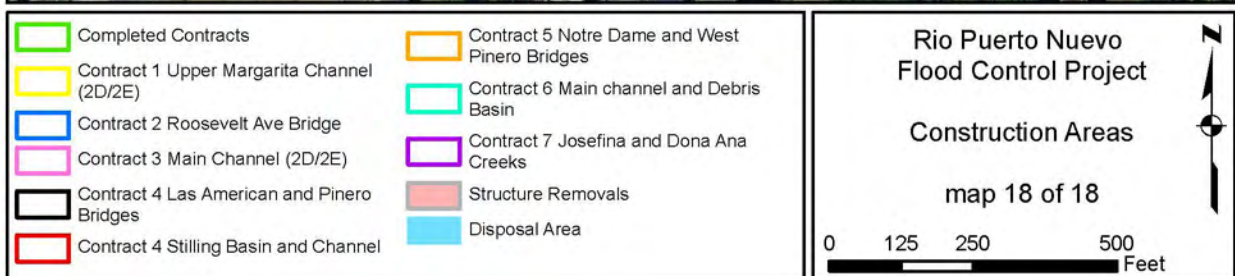 Completed Contracts
Contract 1 Upper Margarita Channel
(2D/2E)
Contract 2 Roosevelt Ave Bridge
Contract 3 Main Channel (2D/2E)
Contract 4 Las American and Pinero
Bridges
Contract 4 Stilling Basin and Channel
Contract 5 Notre Dame and West
Pinero Bridges
Contract 6 Main channel and Debris
Basin
Contract 7 Josefina and Dona Ana
Creeks
Structure Removals
Disposal Area
Rio Puerto Nuevo
Flood Control Project
Construction Areas
map 18 of 18
N
0 125 250 500
Feet